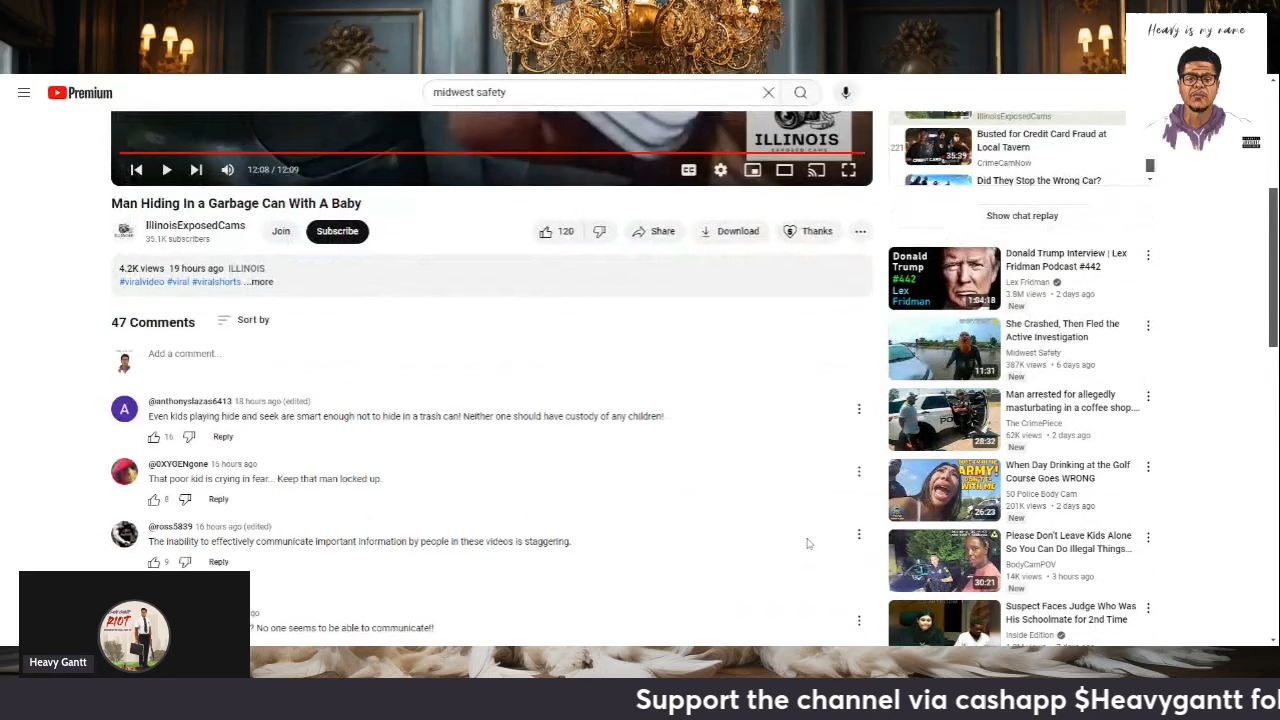 Heavy is my name
Premium
midwest safety
ILLINOIS
12:08 / 12:09
IllinoisExposedCams
221
35:39
Busted for Credit Card Fraud at
Local Tavern
CrimeCamNow
Did They Stop the Wrong Car?
Man Hiding In a Garbage Can With A Baby
IllinoisExposedCams
35.1K subscribers
Join
Subscribe
120
Share
Download
Thanks
Show chat replay
4.2K views 19 hours ago ILLINOIS
#viralvideo #viral #viralshorts ...more
47 Comments
Sort by
Add a comment...
@anthonyslazas6413 18 hours ago (edited)
Even kids playing hide and seek are smart enough not to hide in a trash can! Neither one should have custody of any children!
16
Reply
@OXYGENgone 16 hours ago
That poor kid is crying in fear... Keep that man locked up.
8
Reply
@ross5839 16 hours ago (edited)
The inability to effectively communicate important information by people in these videos is staggering.
9
Reply
go
? No one seems to be able to communicate!!
Donald
Trump
#442
Lex
Fridman
1:04:18
Donald Trump Interview | Lex
Fridman Podcast #442
Lex Fridman
3.8M views • 2 days ago
New
11:31
She Crashed, Then Fled the
Active Investigation
Midwest Safety
387K views • 6 days ago
New
28:32
Man arrested for allegedly
masturbating in a coffee shop....
The CrimePiece
62K views • 2 days ago
New
ARMY!
WITH ME
26:23
When Day Drinking at the Golf
Course Goes WRONG
50 Police Body Cam
201K views • 2 days ago
New
30:21
Please Don't Leave Kids Alone
So You Can Do Illegal Things...
BodyCamPOV
14K views • 3 hours ago
New
Suspect Faces Judge Who Was
His Schoolmate for 2nd Time
Inside Edition
RIOT
Heavy Gantt
Support the channel via cashapp $Heavygantt fo